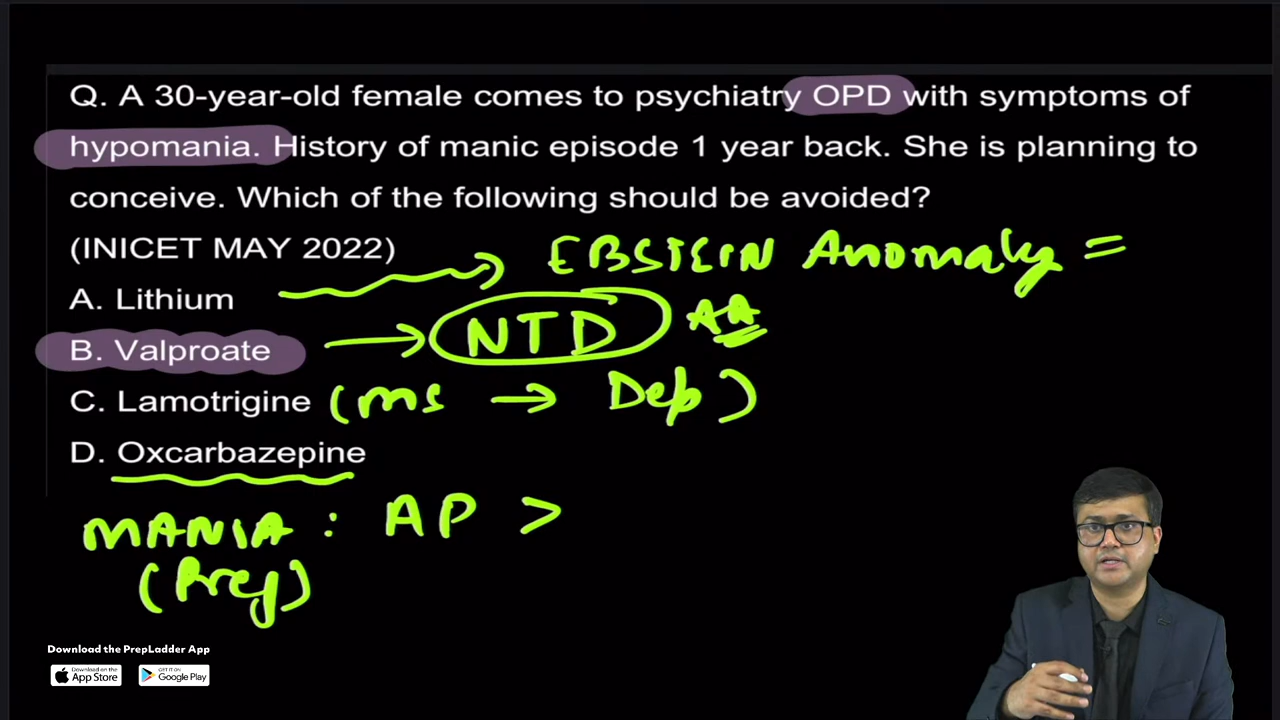 Q. A 30-year-old female comes to psychiatry OPD with symptoms of
hypomania. History of manic episode 1 year back. She is planning to
conceive. Which of the following should be avoided?
(INICET MAY 2022)
EBSTEIN Anomaly =
A. Lithium
NTD AA
B. Valproate
C. Lamotrigine (MS → Dep)
D. Oxcarbazepine
MANIA : AP >
(Preg)
Download the PrepLadder App
Download on the App Store
GET IT ON Google Play